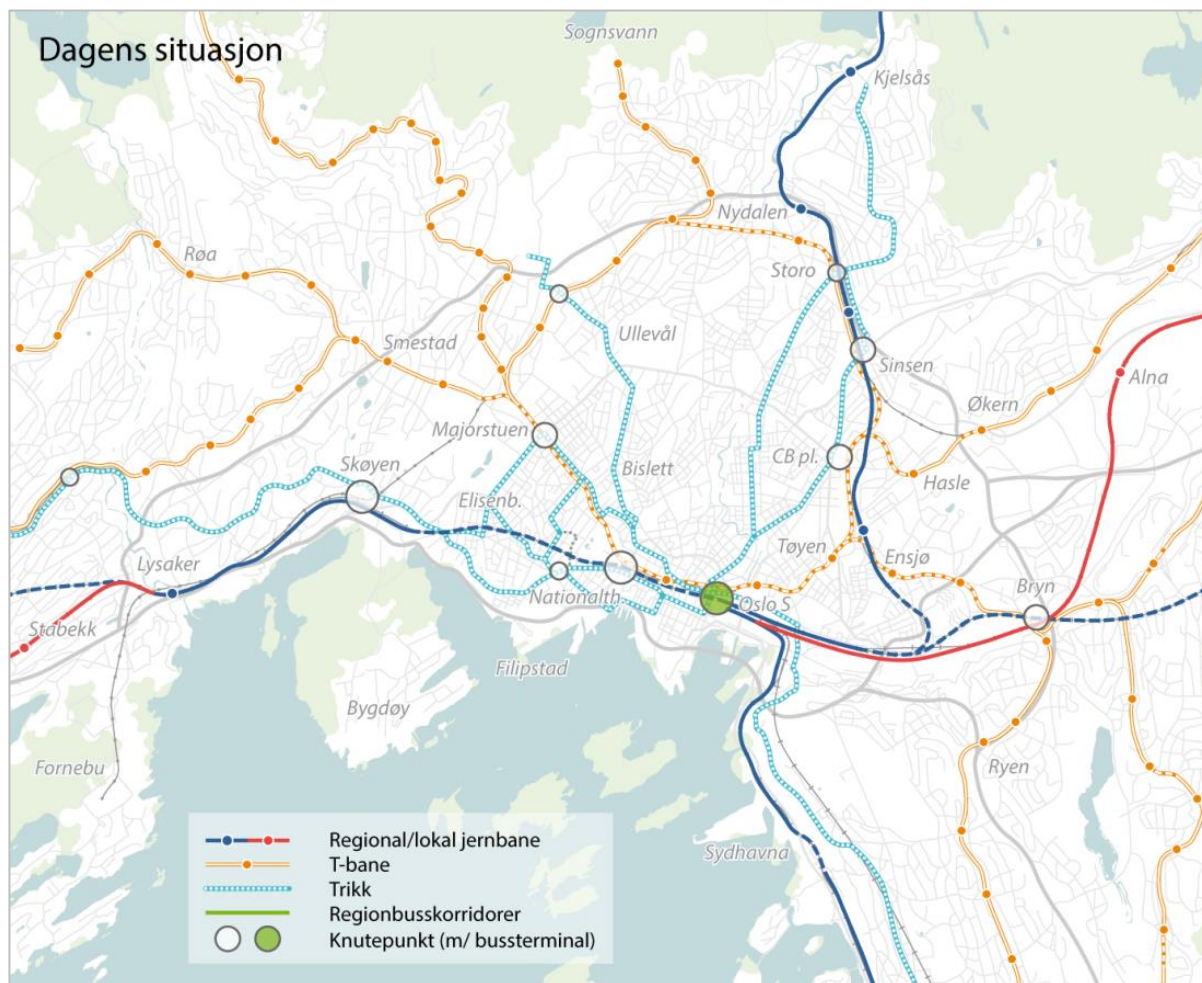 Dagens situasjon
Sognsvann
Kjelsås
Nydalen
Røa
Storo
Ullevål
Smestad
Sinsen
Alna
Økern
Majorstuen
Skøyen
Bislett
CB pl.
Hasle
Elisenb.
Tøyen
Ensjø
Lysaker
Bryn
Nationalth.
Oslo S
Stabekk
Filipstad
Bygdøy
Ryen
Fornebu
Sydhavna
Regional/lokal jernbane
T-bane
Trikk
Regionbusskorridorer
Knutepunkt (m/ bussterminal)